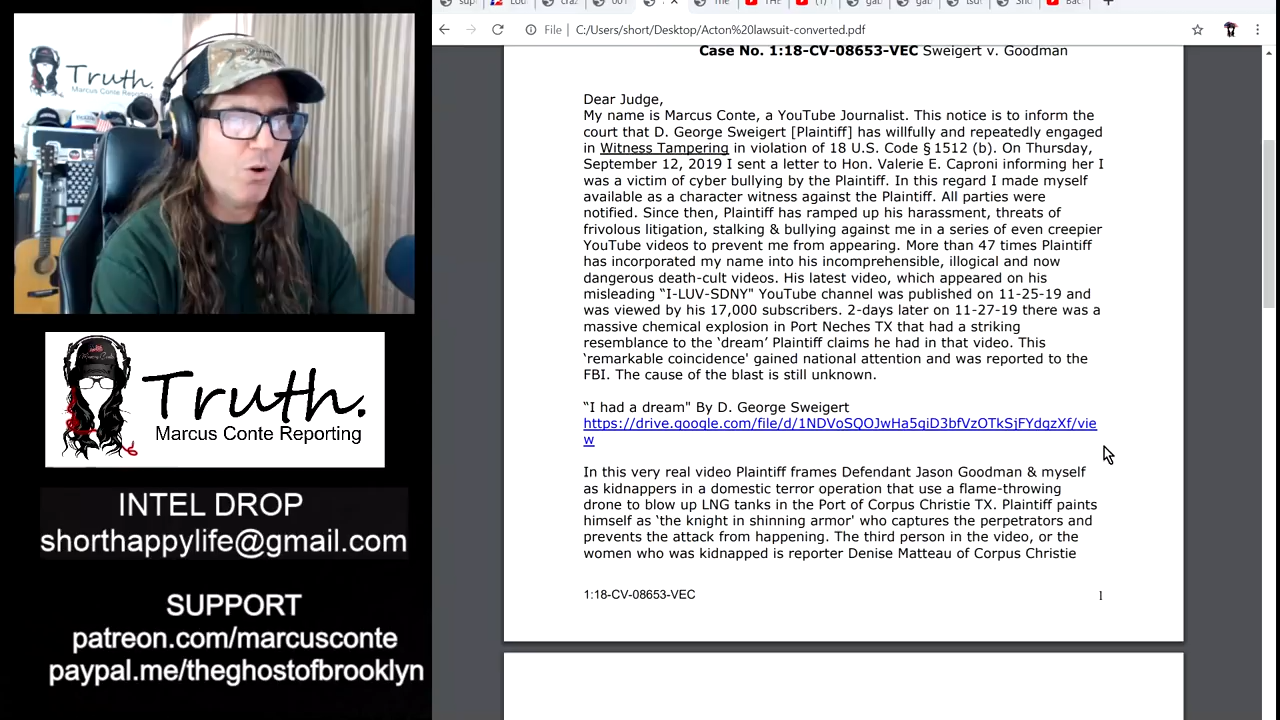 Truth.
Marcus Conte Reporting
Truth.
Marcus Conte Reporting
INTEL DROP
shorthappylife@gmail.com
SUPPORT
patreon.com/marcusconte
paypal.me/theghostofbrooklyn
File | C:/Users/short/Desktop/Acton%20lawsuit-converted.pdf
Case No. 1:18-CV-08653-VEC Sweigert v. Goodman
Dear Judge,
My name is Marcus Conte, a YouTube Journalist. This notice is to inform the
court that D. George Sweigert [Plaintiff] has willfully and repeatedly engaged
in Witness Tampering in violation of 18 U.S. Code § 1512 (b). On Thursday,
September 12, 2019 I sent a letter to Hon. Valerie E. Caproni informing her I
was a victim of cyber bullying by the Plaintiff. In this regard I made myself
available as a character witness against the Plaintiff. All parties were
notified. Since then, Plaintiff has ramped up his harassment, threats of
frivolous litigation, stalking & bullying against me in a series of even creepier
YouTube videos to prevent me from appearing. More than 47 times Plaintiff
has incorporated my name into his incomprehensible, illogical and now
dangerous death-cult videos. His latest video, which appeared on his
misleading “I-LUV-SDNY" YouTube channel was published on 11-25-19 and
was viewed by his 17,000 subscribers. 2-days later on 11-27-19 there was a
massive chemical explosion in Port Neches TX that had a striking
resemblance to the ‘dream’ Plaintiff claims he had in that video. This
‘remarkable coincidence' gained national attention and was reported to the
FBI. The cause of the blast is still unknown.
“I had a dream" By D. George Sweigert
https://drive.google.com/file/d/1NDVoSQOJwHa5qiD3bfVzOTkSjFYdgzXf/vie
w
In this very real video Plaintiff frames Defendant Jason Goodman & myself
as kidnappers in a domestic terror operation that use a flame-throwing
drone to blow up LNG tanks in the Port of Corpus Christie TX. Plaintiff paints
himself as ‘the knight in shinning armor' who captures the perpetrators and
prevents the attack from happening. The third person in the video, or the
women who was kidnapped is reporter Denise Matteau of Corpus Christie
1:18-CV-08653-VEC
1